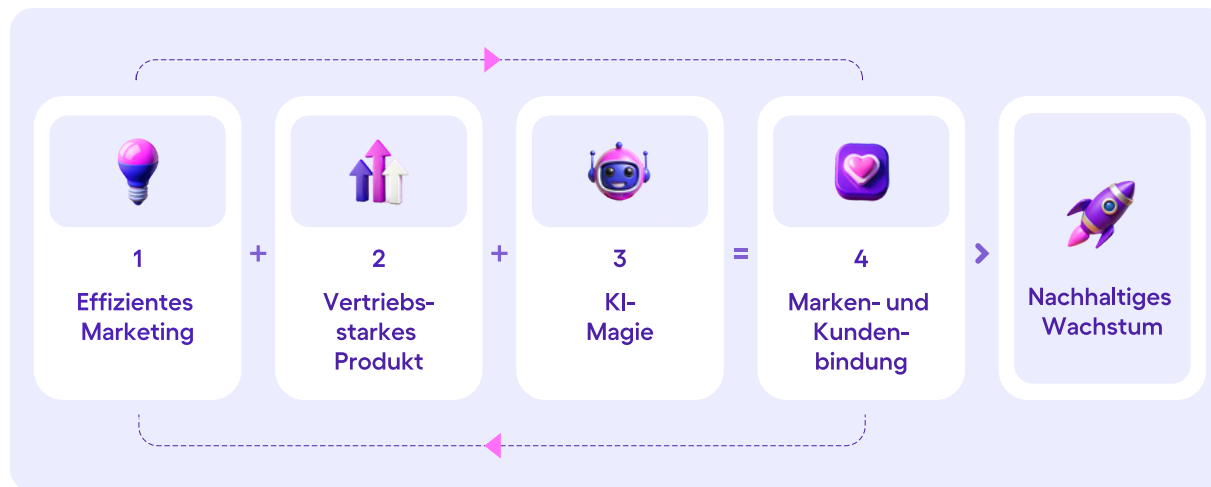 1
Effizientes
Marketing
+
2
Vertriebs-
starkes
Produkt
+
3
KI-
Magie
=
4
Marken- und
Kunden-
bindung
>
Nachhaltiges
Wachstum